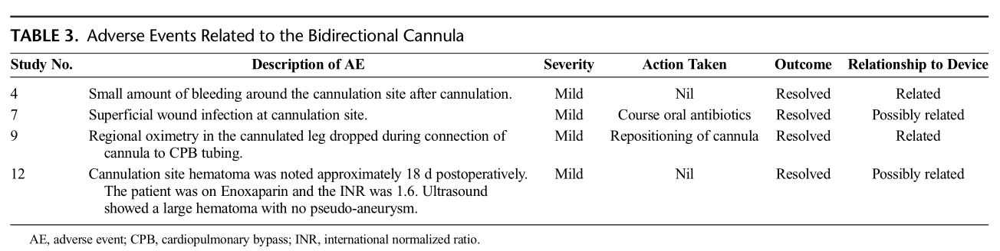 TABLE 3. Adverse Events Related to the Bidirectional Cannula
Study No. Description of AE Severity Action Taken Outcome Relationship to Device
4 Small amount of bleeding around the cannulation site after cannulation. Mild Nil Resolved Related
7 Superficial wound infection at cannulation site. Mild Course oral antibiotics Resolved Possibly related
9 Regional oximetry in the cannulated leg dropped during connection of Mild Repositioning of cannula Resolved Related
cannula to CPB tubing.
12 Cannulation site hematoma was noted approximately 18 d postoperatively. Mild Nil Resolved Possibly related
The patient was on Enoxaparin and the INR was 1.6. Ultrasound
showed a large hematoma with no pseudo-aneurysm.
AE, adverse event; CPB, cardiopulmonary bypass; INR, international normalized ratio.